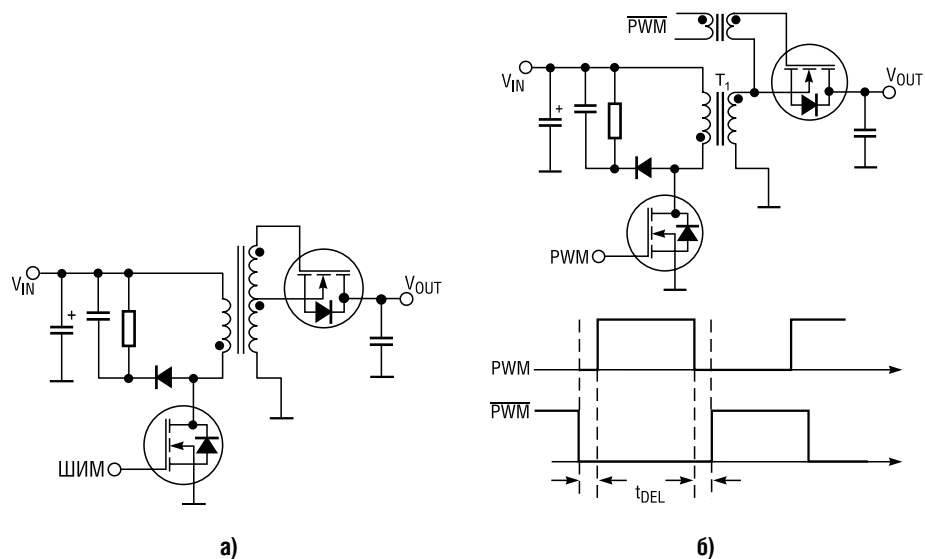 PWM
V_IN
T_1
V_OUT
PWM
V_IN
V_OUT
ШИМ
PWM
PWM
t_DEL
+
+
а)
б)